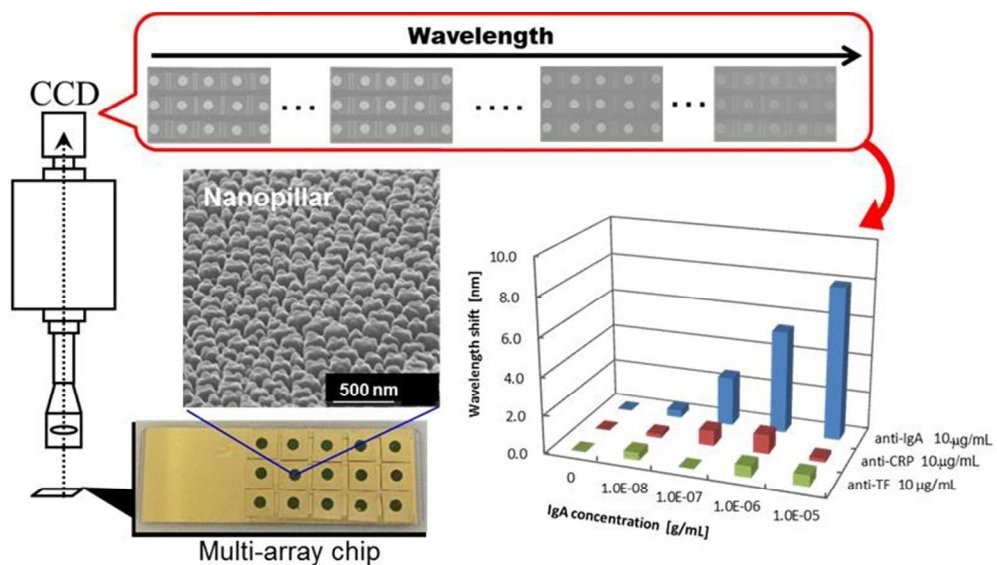 Wavelength
CCD
Nanopillar
500 nm
Multi-array chip
10.0
8.0
6.0
4.0
2.0
0.0
Wavelength shift [nm]
0
1.0E-08
1.0E-07
1.0E-06
1.0E-05
IgA concentration [g/mL]
anti-IgA 10μg/mL
anti-CRP 10μg/mL
anti-TF 10 μg/mL